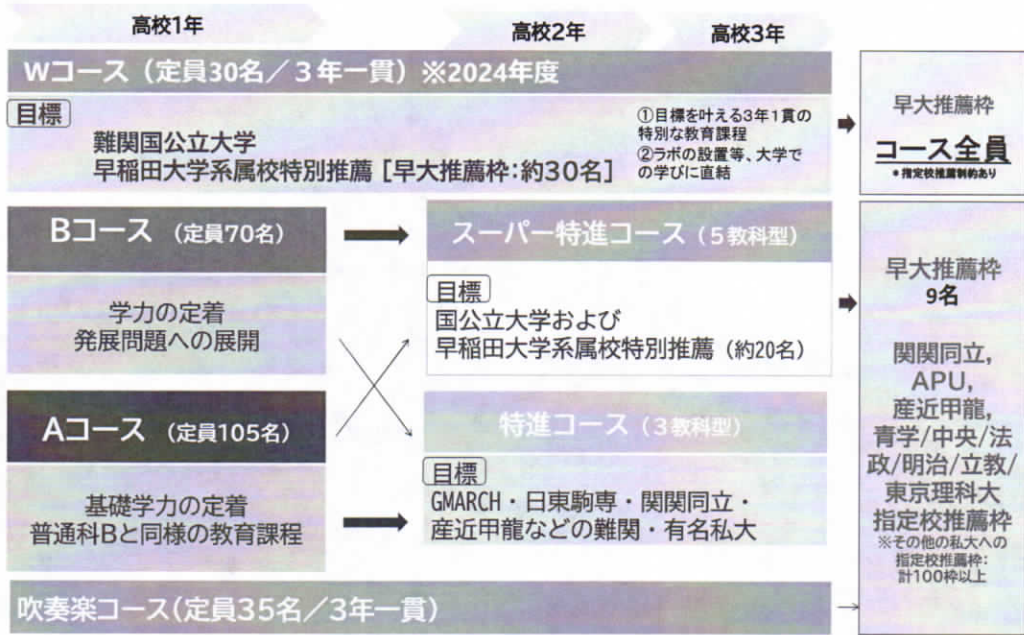 高校1年
高校2年
高校3年
Wコース（定員30名／３年一貫）※2024年度
目標
難関国公立大学
早稲田大学系属校特別推薦［早大推薦枠：約３０名］
①目標を叶える3年1貫の
特別な教育課程
②ラボの設置等、大学で
の学びに直結
早大推薦枠
コース全員
＊指定校推薦制約あり
Bコース（定員70名）
学力の定着
発展問題への展開
スーパー特進コース（５教科型）
目標
国公立大学および
早稲田大学系属校特別推薦（約20名）
Aコース（定員105名）
基礎学力の定着
普通科Bと同様の教育課程
特進コース（３教科型）
目標
GMARCH・日東駒専・関関同立・
産近甲龍などの難関・有名私大
早大推薦枠
9名
関関同立，
APU，
産近甲龍，
青学/中央/法
政/明治/立教/
東京理科大
指定校推薦枠
※その他の私大への
指定校推薦枠：
計100枠以上
吹奏楽コース(定員35名／3年一貫)